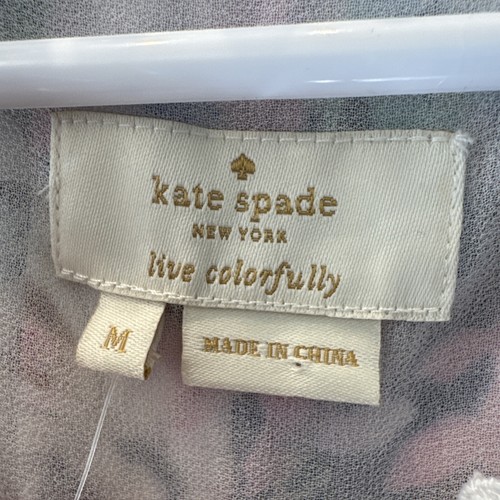 kate spade
NEW YORK
live colorfully
M
MADE IN CHINA